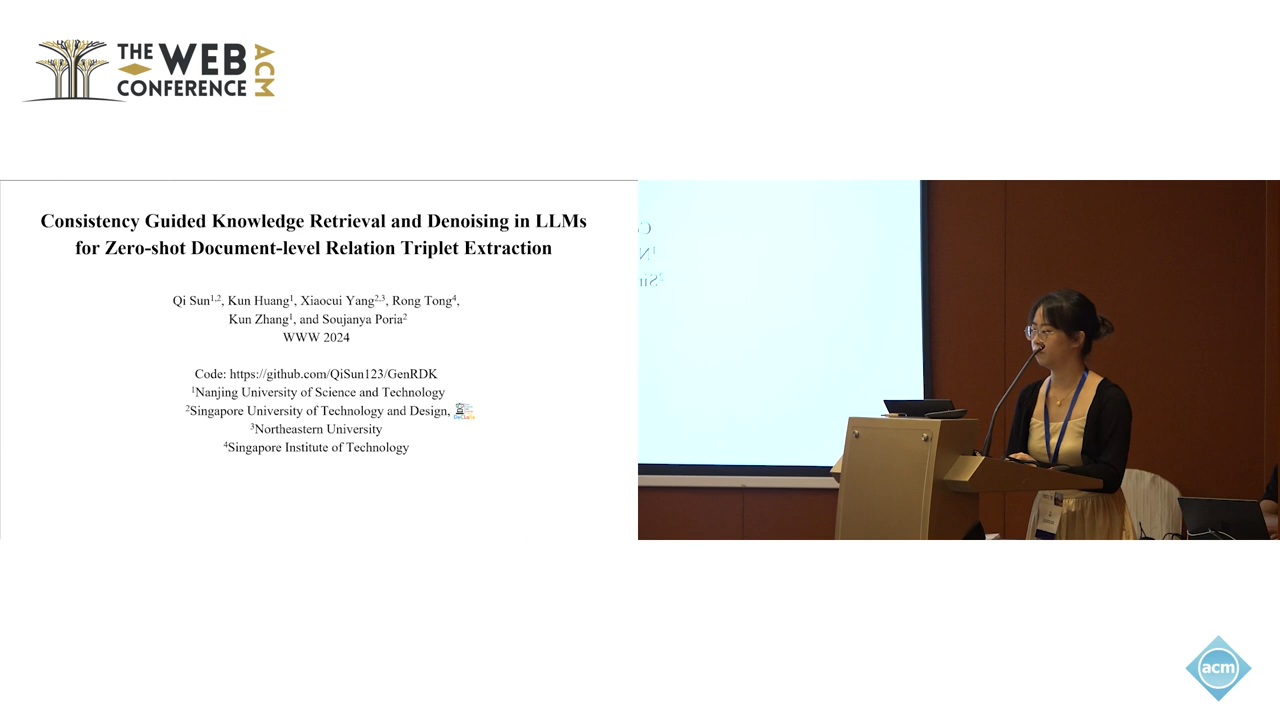 THE WEB
CONFERENCE
ACM
Consistency Guided Knowledge Retrieval and Denoising in LLMs
for Zero-shot Document-level Relation Triplet Extraction
Qi Sun1,2, Kun Huang1, Xiaocui Yang2,3, Rong Tong4,
Kun Zhang1, and Soujanya Poria2
WWW 2024
Code: https://github.com/QiSun123/GenRDK
1Nanjing University of Science and Technology
2Singapore University of Technology and Design,
3Northeastern University
4Singapore Institute of Technology
acm